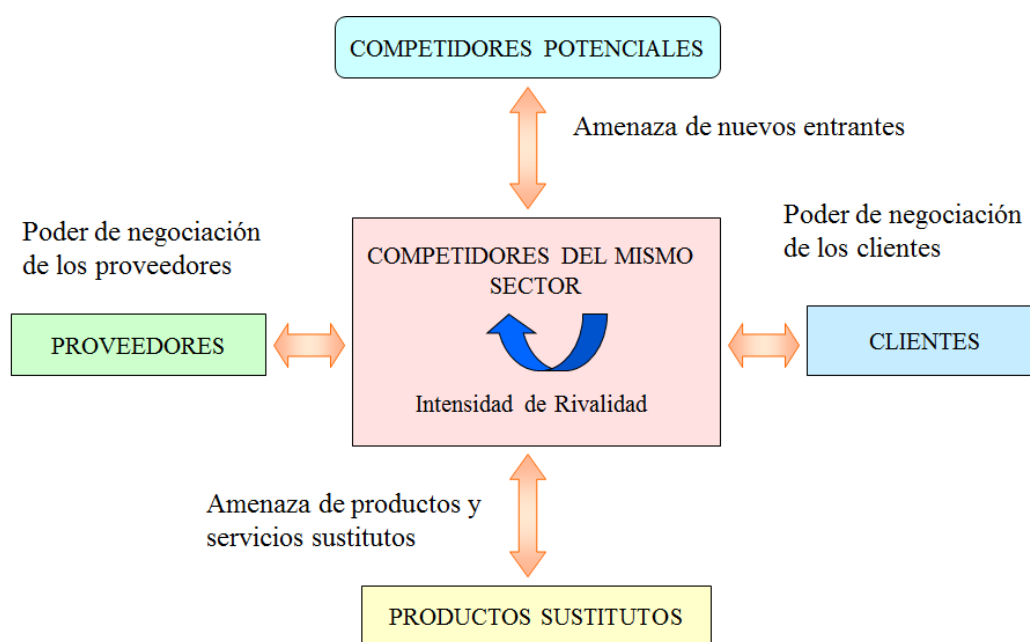 COMPETIDORES POTENCIALES
Amenaza de nuevos entrantes
Poder de negociación
de los proveedores
Poder de negociación
de los clientes
COMPETIDORES DEL MISMO
SECTOR
PROVEEDORES
CLIENTES
Intensidad de Rivalidad
Amenaza de productos y
servicios sustitutos
PRODUCTOS SUSTITUTOS